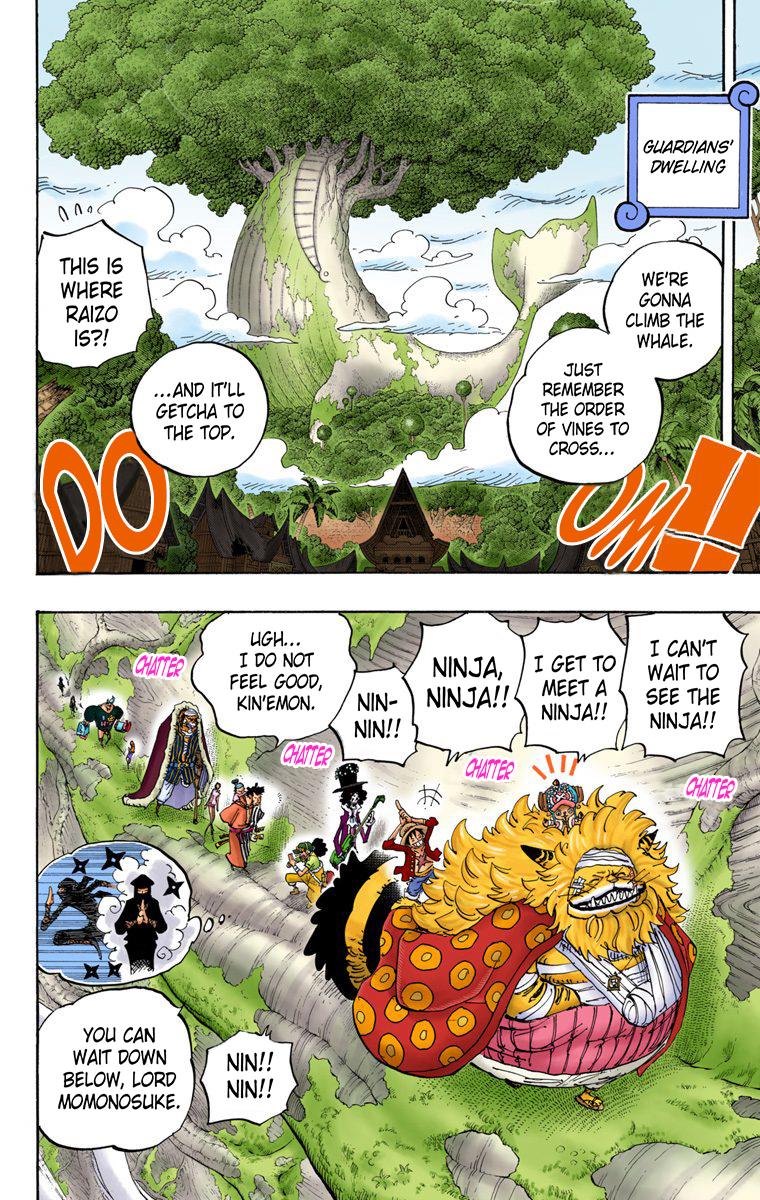 GUARDIANS'
DWELLING
WE'RE
GONNA
CLIMB THE
WHALE.
JUST
REMEMBER
THE ORDER
OF VINES TO
CROSS...
...AND IT'LL
GETCHA TO
THE TOP.
THIS IS
WHERE
RAIZO
IS?!
DO
OM!!
I CAN'T
WAIT TO
SEE THE
NINJA!!
I GET TO
MEET A
NINJA!!
NINJA,
NINJA!!
NIN-
NIN!!
UGH...
I DO NOT
FEEL GOOD,
KIN'EMON.
CHATTER
CHATTER
CHATTER
CHATTER
NIN!!
NIN!!
YOU CAN
WAIT DOWN
BELOW, LORD
MOMONOSUKE.